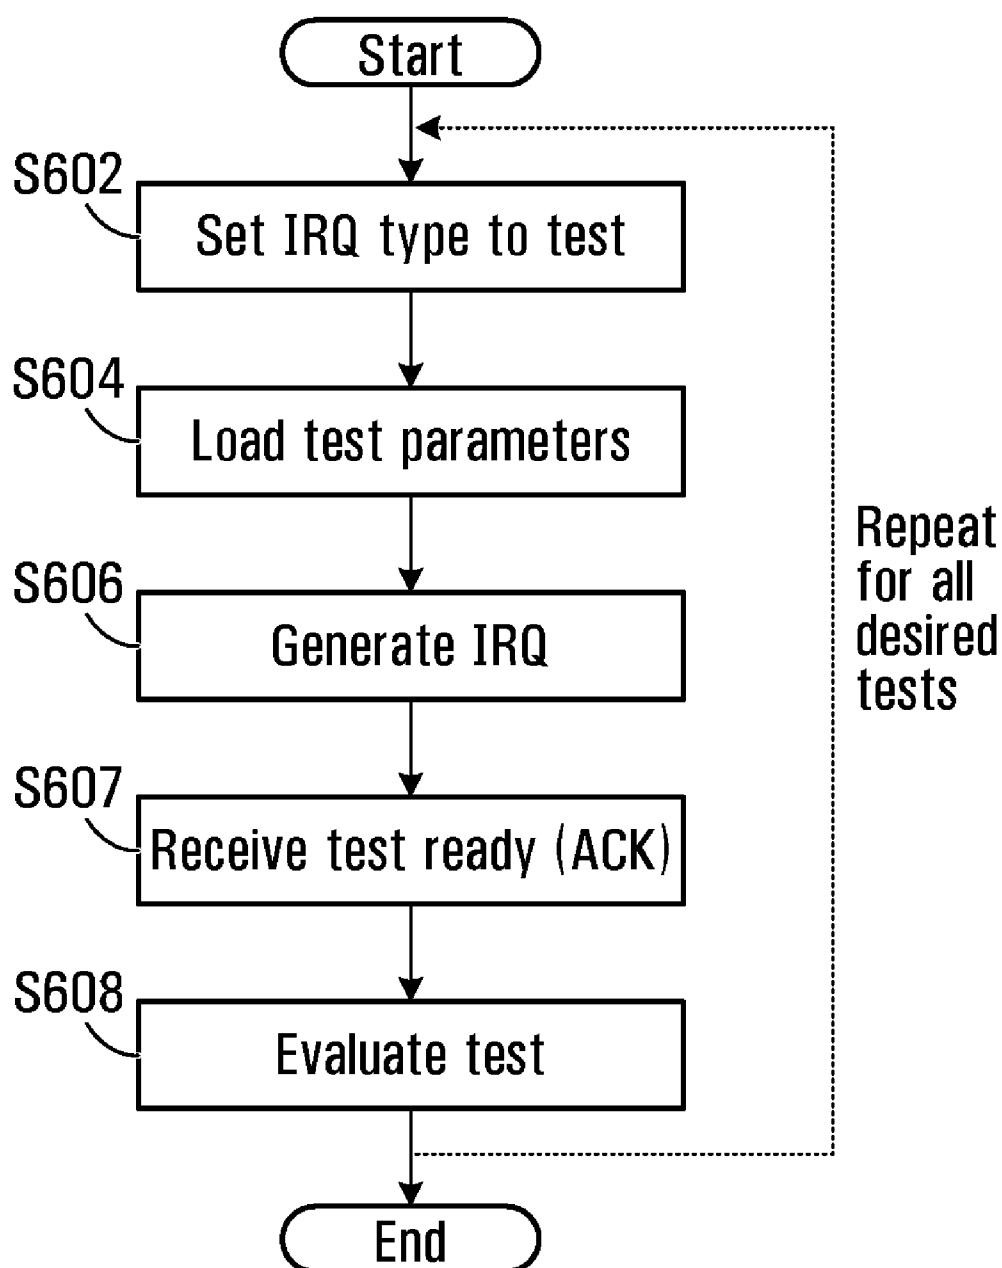 Start
S602
Set IRQ type to test
S604
Load test parameters
S606
Generate IRQ
S607
Receive test ready (ACK)
S608
Evaluate test
End
Repeat
for all
desired
tests